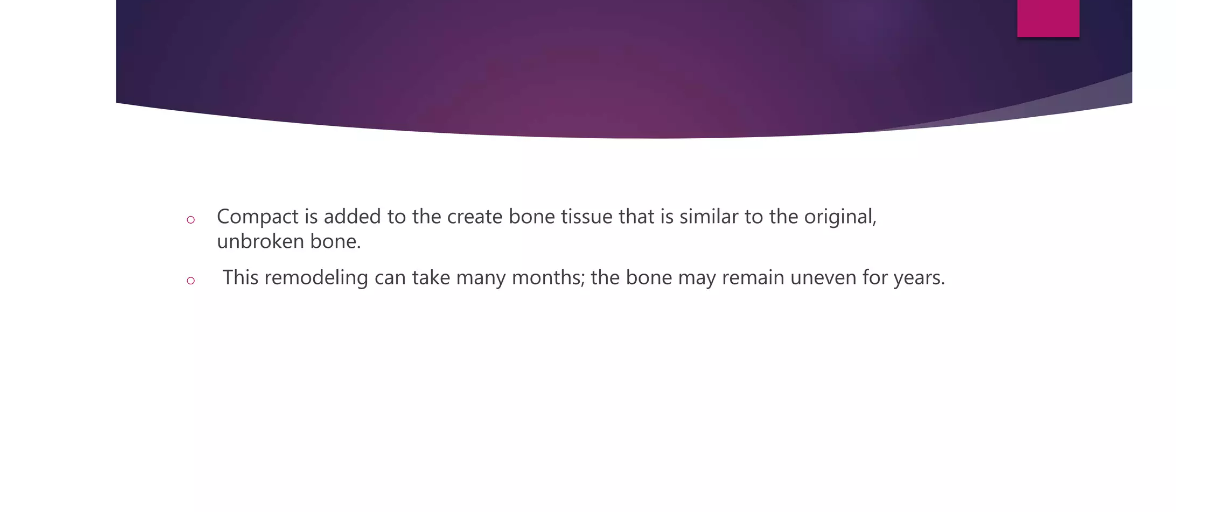 Compact is added to the create bone tissue that is similar to the original,
unbroken bone.
This remodeling can take many months; the bone may remain uneven for years.